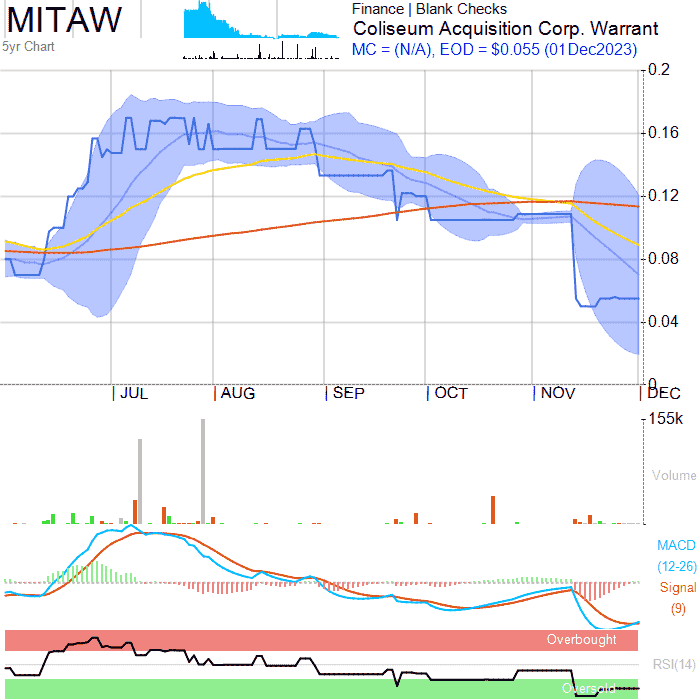 MITAW
5yr Chart
Finance | Blank Checks
Coliseum Acquisition Corp. Warrant
MC = (N/A), EOD = $0.055 (01Dec2023)
0.2
0.16
0.12
0.08
0.04
0
JUL AUG SEP OCT NOV DEC
155k
Volume
MACD
(12-26)
Signal
(9)
Overbought
RSI(14)
Oversold